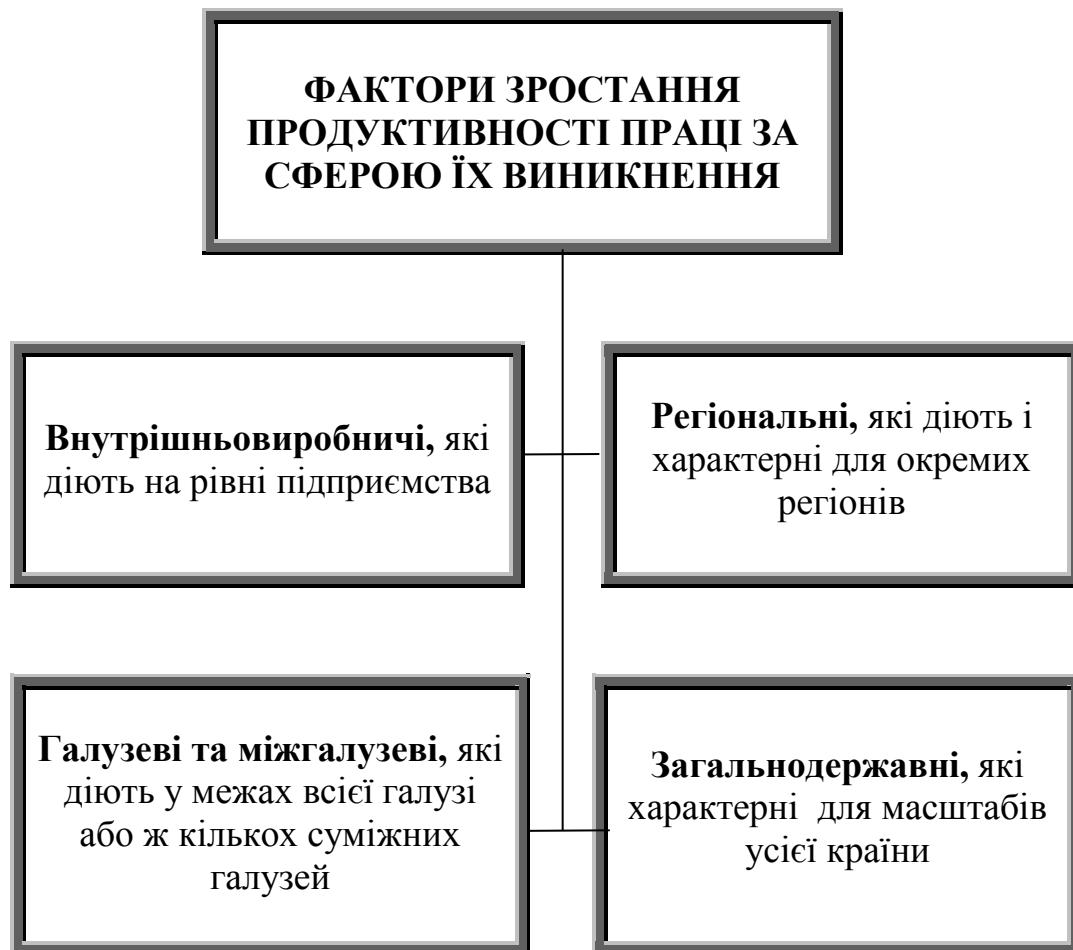 ФАКТОРИ ЗРОСТАННЯ
ПРОДУКТИВНОСТІ ПРАЦІ ЗА
СФЕРОЮ ЇХ ВИНИКНЕННЯ
Внутрішньовиробничі, які
діють на рівні підприємства
Регіональні, які діють і
характерні для окремих
регіонів
Галузеві та міжгалузеві, які
діють у межах всієї галузі
або ж кількох суміжних
галузей
Загальнодержавні, які
характерні  для масштабів
усієї країни